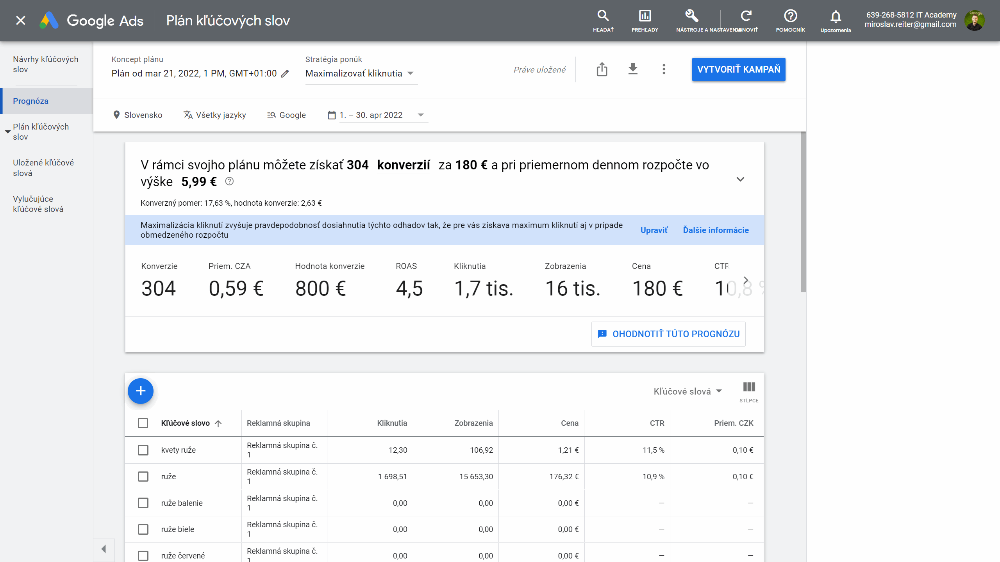 Google Ads
Plán kľúčových slov
HĽADAŤ
PREHĽADY
NÁSTROJE A NASTAVENIA
OBNOVIŤ
POMOCNÍK
Upozornenia
639-268-5812 IT Academy
miroslav.reiter@gmail.com
Návrhy kľúčových
slov
Prognóza
Plán kľúčových
slov
Uložené kľúčové
slová
Vylučujúce
kľúčové slová
Koncept plánu
Plán od mar 21, 2022, 1 PM, GMT+01:00
Stratégia ponúk
Maximalizovať kliknutia
Práve uložené
VYTVORIŤ KAMPAŇ
Slovensko
Všetky jazyky
Google
1. – 30. apr 2022
V rámci svojho plánu môžete získať 304 konverzií za 180 € a pri priemernom dennom rozpočte vo
výške 5,99 €
Konverzný pomer: 17,63 %, hodnota konverzie: 2,63 €
Maximalizácia kliknutí zvyšuje pravdepodobnosť dosiahnutia týchto odhadov tak, že pre vás získava maximum kliknutí aj v prípade
obmedzeného rozpočtu
Upraviť
Ďalšie informácie
Konverzie Priem. CZA Hodnota konverzie ROAS Kliknutia Zobrazenia Cena CTR
304 0,59 € 800 € 4,5 1,7 tis. 16 tis. 180 € 10,8 %
OHODNOTIŤ TÚTO PROGNÓZU
Kľúčové slová
STĹPCE
Kľúčové slovo Reklamná skupina Kliknutia Zobrazenia Cena CTR Priem. CZK
kvety ruže Reklamná skupina č. 12,30 106,92 1,21 € 11,5 % 0,10 €
1
ruže Reklamná skupina č. 1 698,51 15 653,30 176,32 € 10,9 % 0,10 €
1
ruže balenie Reklamná skupina č. 0,00 0,00 0,00 € — —
1
ruže biele Reklamná skupina č. 0,00 0,00 0,00 € — —
1
ruže červené Reklamná skupina č. 0,00 0,00 0,00 € — —
1